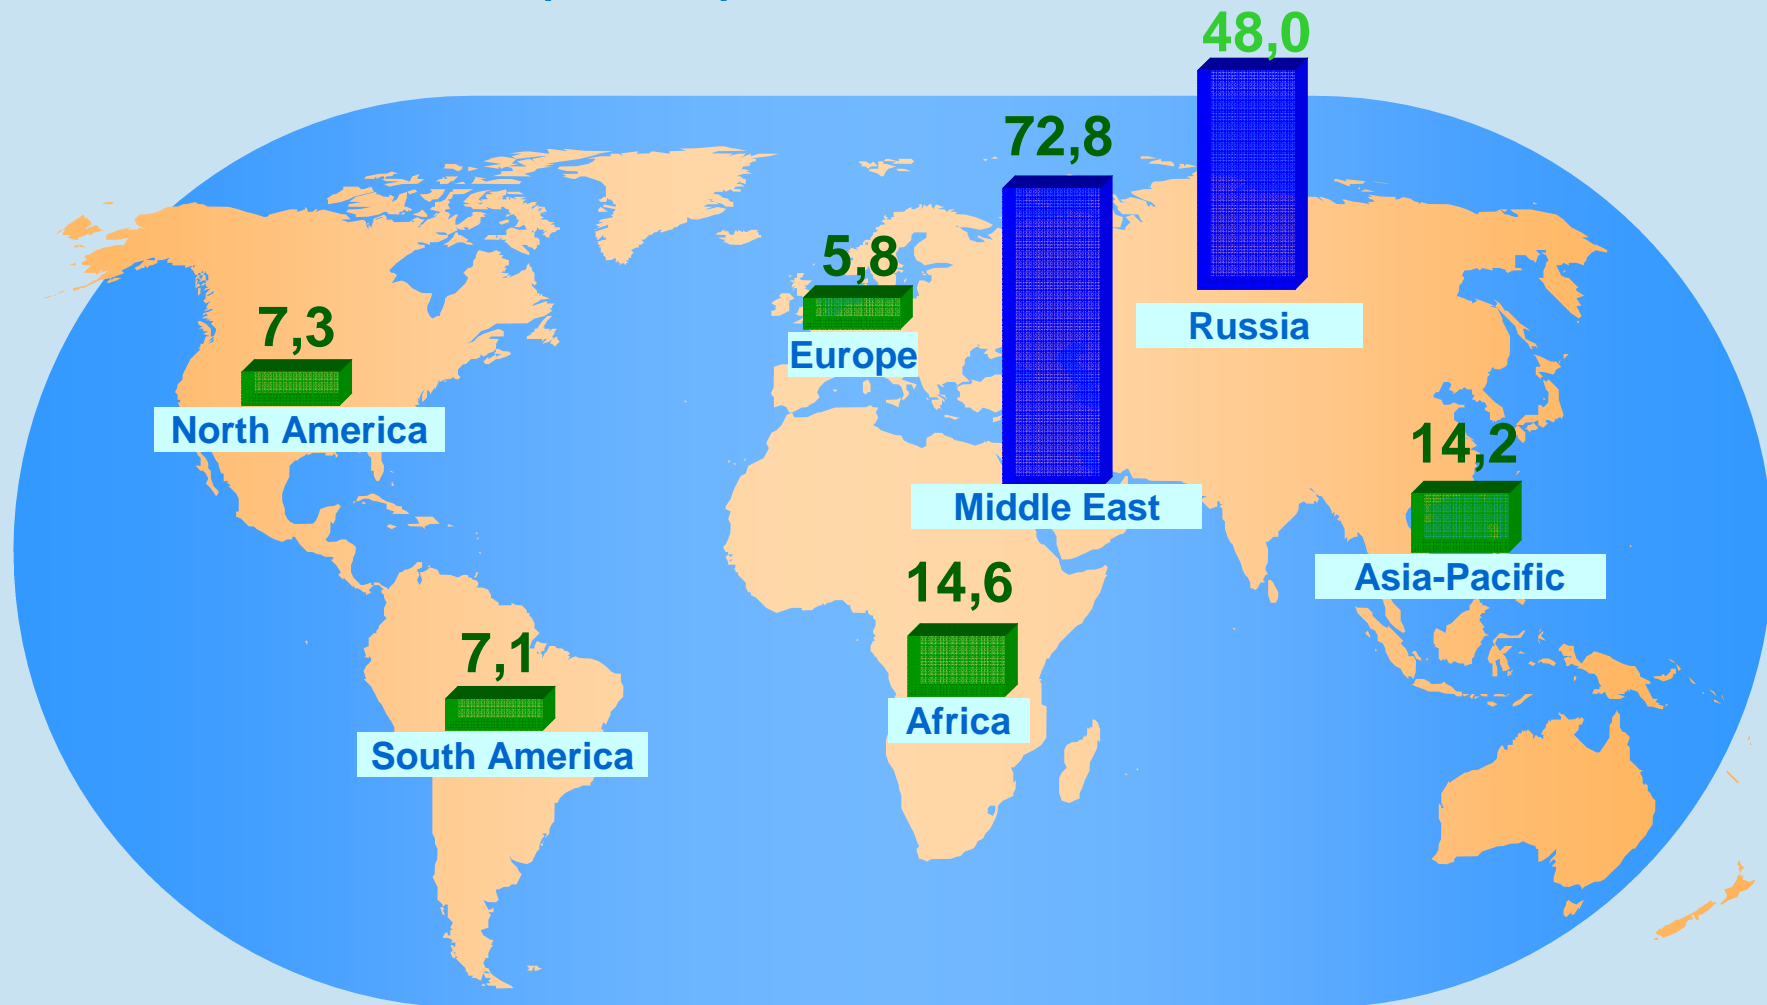 48,0
72,8
5,8
Russia
7,3
Europe
North America
14,2
Middle East
Asia-Pacific
14,6
7,1
Africa
South America